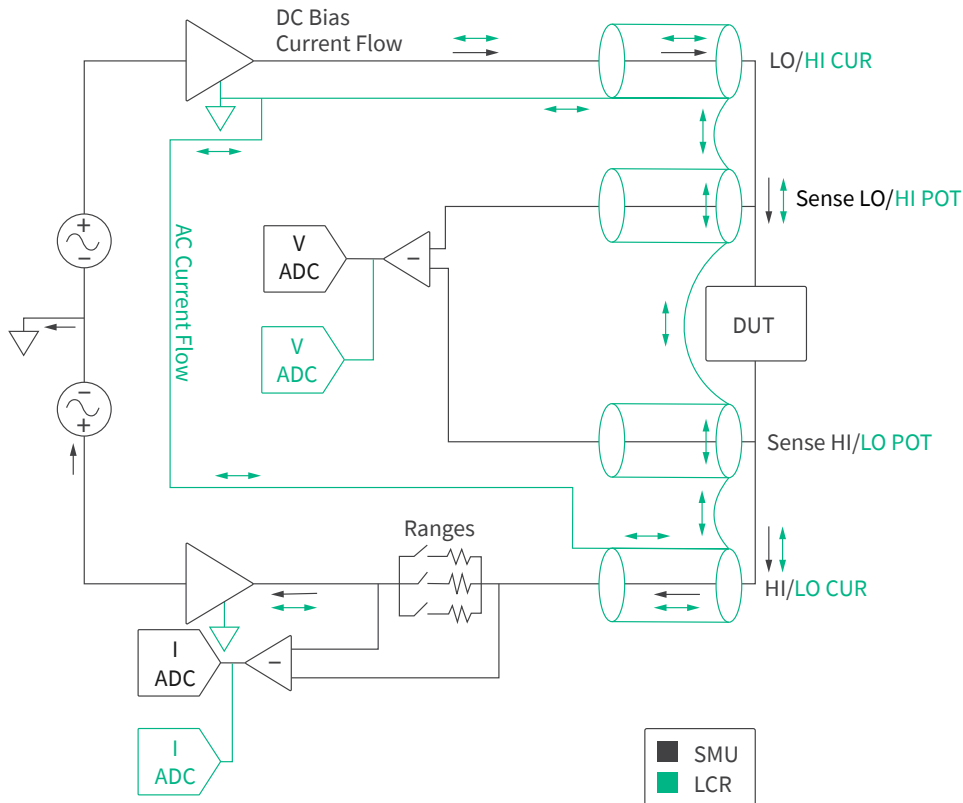 DC Bias
Current Flow
LO/HI CUR
+
−
AC Current Flow
V
ADC
−
Sense LO/HI POT
V
ADC
DUT
−
+
Sense HI/LO POT
Ranges
HI/LO CUR
I
ADC
−
I
ADC
SMU
LCR